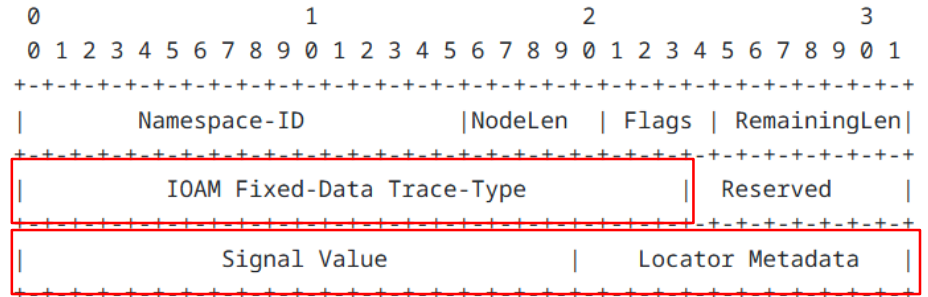 0                   1                   2                   3
0 1 2 3 4 5 6 7 8 9 0 1 2 3 4 5 6 7 8 9 0 1 2 3 4 5 6 7 8 9 0 1
+-+-+-+-+-+-+-+-+-+-+-+-+-+-+-+-+-+-+-+-+-+-+-+-+-+-+-+-+-+-+-+-+
|        Namespace-ID           |NodeLen  | Flags | RemainingLen|
+-+-+-+-+-+-+-+-+-+-+-+-+-+-+-+-+-+-+-+-+-+-+-+-+-+-+-+-+-+-+-+-+
|          IOAM Fixed-Data Trace-Type           |  Reserved     |
+-+-+-+-+-+-+-+-+-+-+-+-+-+-+-+-+-+-+-+-+-+-+-+-+-+-+-+-+-+-+-+-+
|              Signal Value             |    Locator Metadata   |
+-+-+-+-+-+-+-+-+-+-+-+-+-+-+-+-+-+-+-+-+-+-+-+-+-+-+-+-+-+-+-+-+